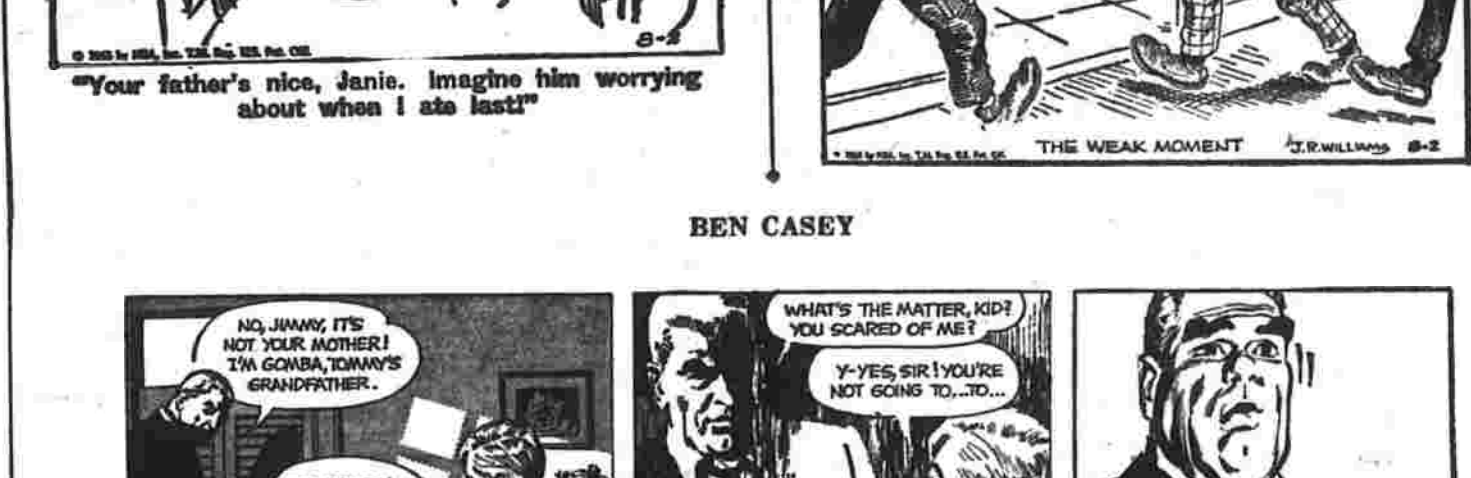 8-2
"Your father's nice, Janie. Imagine him worrying
about when I ate last!"
THE WEAK MOMENT J.R.WILLIAMS 8-2
BEN CASEY
NO, JIMMY, IT'S
NOT YOUR MOTHER!
I'M GOMBA, TOMMY'S
GRANDFATHER.
WHAT'S THE MATTER, KID?
YOU SCARED OF ME?
Y-YES, SIR! YOU'RE
NOT GOING TO...TO...